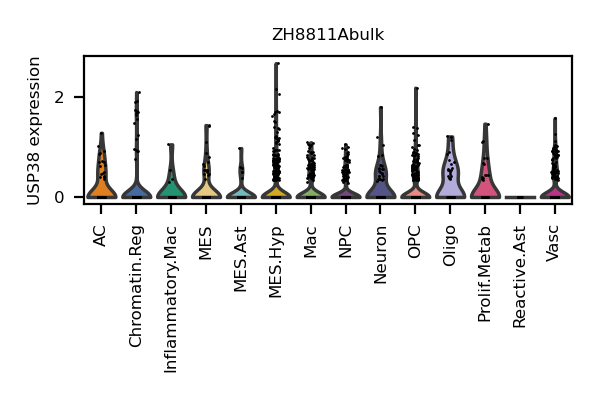 ZH8811Abulk
USP38 expression
2
0
AC
Chromatin.Reg
Inflammatory.Mac
MES
MES.Ast
MES.Hyp
Mac
NPC
Neuron
OPC
Oligo
Prolif.Metab
Reactive.Ast
Vasc